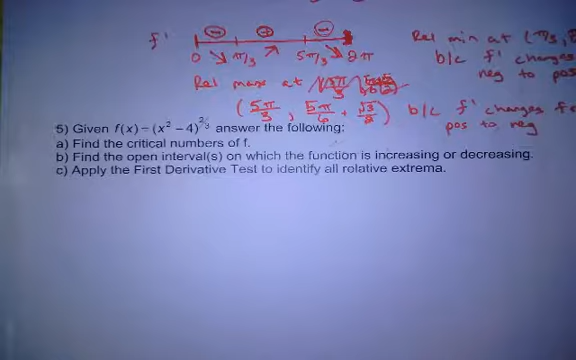 f' ⊖ ⊕ ⊖
0 π/3 5π/3 2π
Rel min at (π/3,
b/c f' changes
neg to pos
Rel max at
(5π/3, 5π/6 + √3/2) b/c f' changes
pos to neg
5) Given f(x) = (x² – 4)^(2/3) answer the following:
a) Find the critical numbers of f.
b) Find the open interval(s) on which the function is increasing or decreasing.
c) Apply the First Derivative Test to identify all relative extrema.